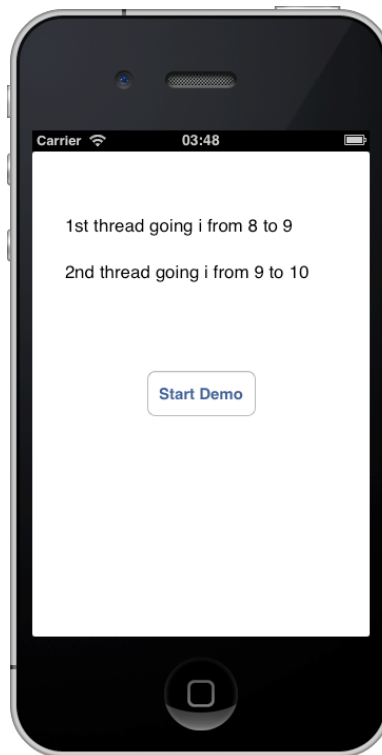 Carrier 03:48
1st thread going i from 8 to 9
2nd thread going i from 9 to 10
Start Demo